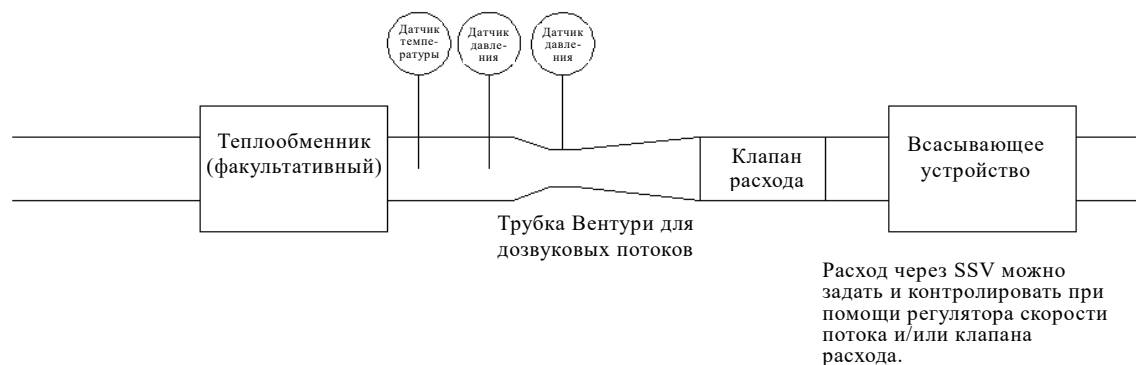 Датчик
темпе-
ратуры
Датчик
давле-
ния
Датчик
давле-
ния
Теплообменник
(факультативный)
Клапан
расхода
Всасывающее
устройство
Трубка Вентури для
дозвуковых потоков
Расход через SSV можно
задать и контролировать при
помощи регулятора скорости
потока и/или клапана
расхода.